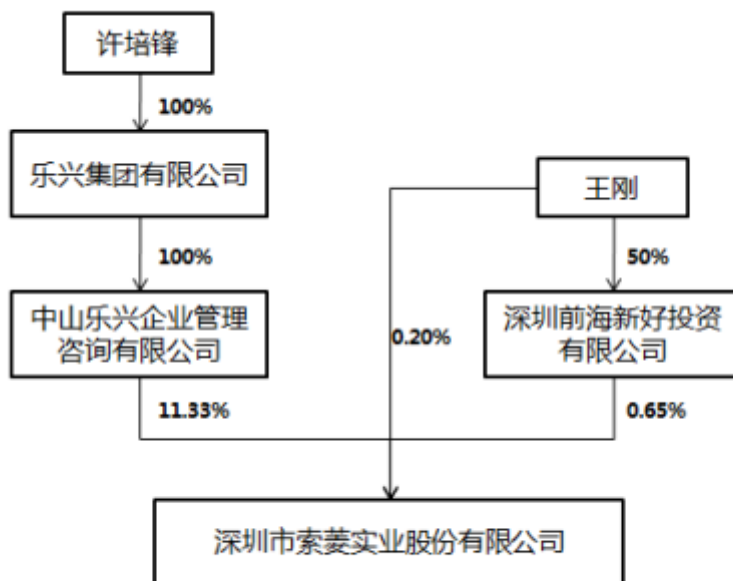 许培锋
100%
乐兴集团有限公司
王刚
100%
50%
中山乐兴企业管理
咨询有限公司
0.20%
深圳前海新好投资
有限公司
11.33%
0.65%
深圳市索菱实业股份有限公司